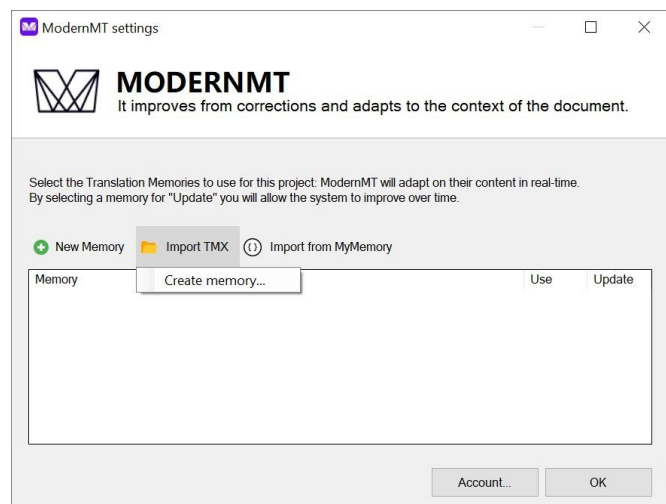 ModernMT settings
MODERNMT
It improves from corrections and adapts to the context of the document.
Select the Translation Memories to use for this project: ModernMT will adapt on their content in real-time.
By selecting a memory for "Update" you will allow the system to improve over time.
New Memory Import TMX Import from MyMemory
Memory Use Update
Create memory...
Account... OK